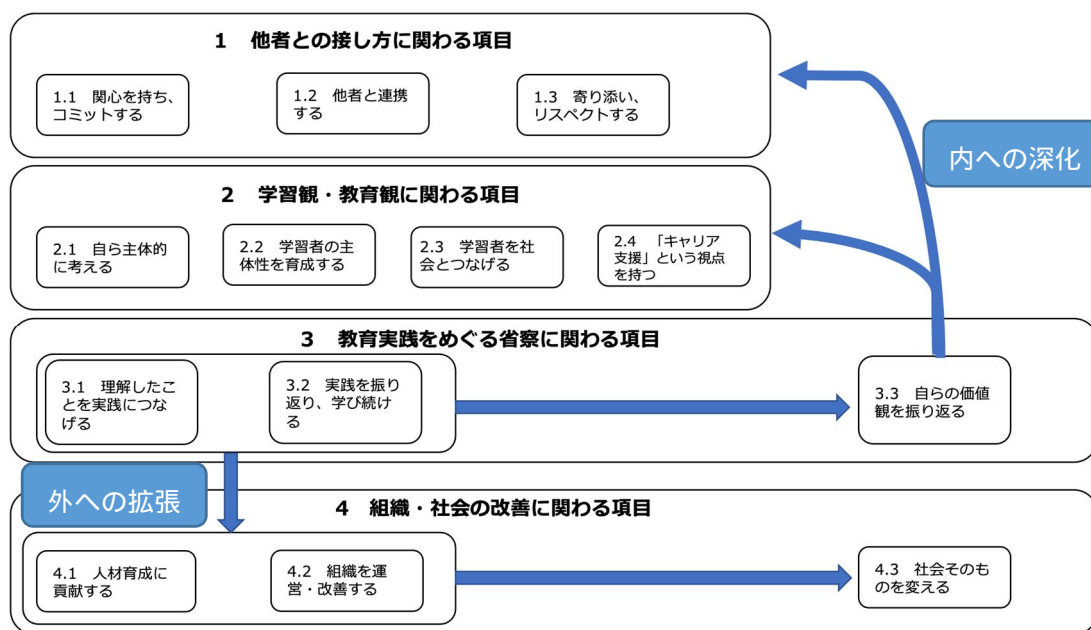 1　他者との接し方に関わる項目
1.1　関心を持ち、
コミットする
1.2　他者と連携
する
1.3　寄り添い、
リスペクトする
内への深化
2　学習観・教育観に関わる項目
2.1　自ら主体的
に考える
2.2　学習者の主
体性を育成する
2.3　学習者を社
会とつなげる
2.4　「キャリア
支援」という視点
を持つ
3　教育実践をめぐる省察に関わる項目
3.1　理解したこ
とを実践につな
げる
3.2　実践を振り
返り、学び続け
る
3.3　自らの価値
観を振り返る
外への拡張
4　組織・社会の改善に関わる項目
4.1　人材育成に
貢献する
4.2　組織を運
営・改善する
4.3　社会そのも
のを変える